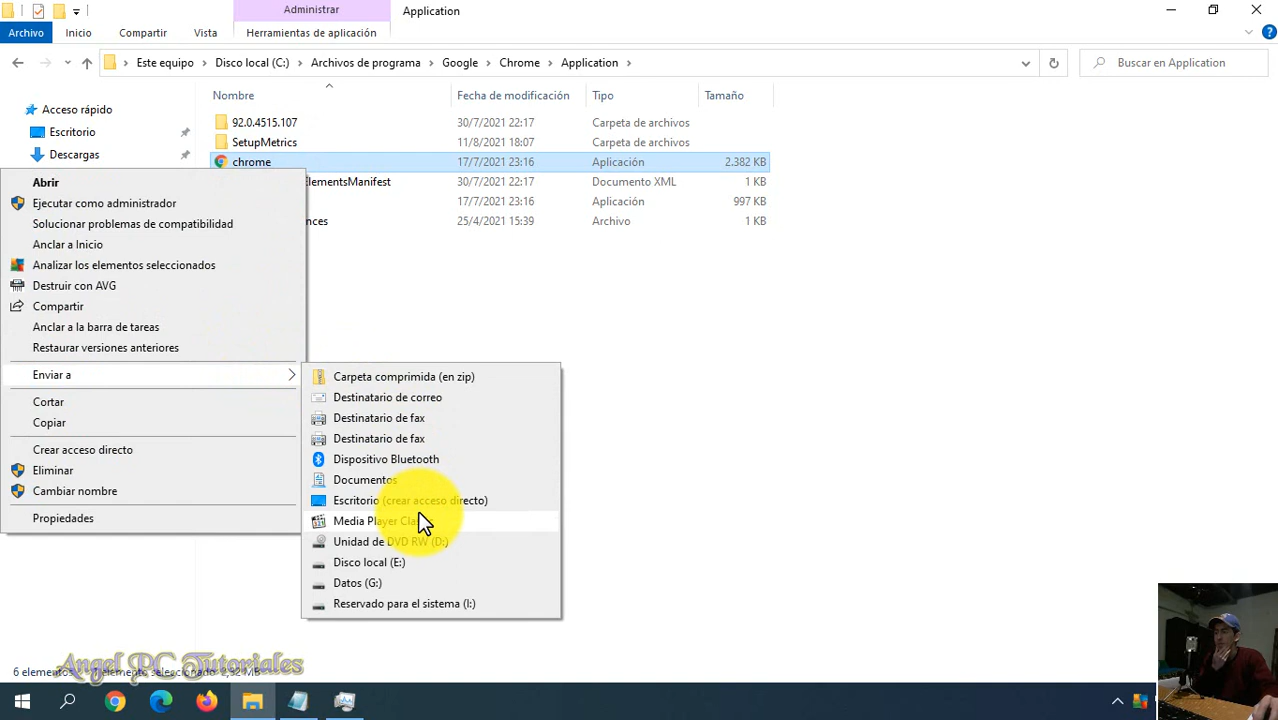 Administrar
Application
Archivo
Inicio
Compartir
Vista
Herramientas de aplicación
Este equipo
Disco local (C:)
Archivos de programa
Google
Chrome
Application
Buscar en Application
Nombre
Fecha de modificación
Tipo
Tamaño
Acceso rápido
Escritorio
Descargas
92.0.4515.107 30/7/2021 22:17 Carpeta de archivos
SetupMetrics 11/8/2021 18:07 Carpeta de archivos
chrome 17/7/2021 23:16 Aplicación 2.382 KB
ElementsManifest 30/7/2021 22:17 Documento XML 1 KB
17/7/2021 23:16 Aplicación 997 KB
nces 25/4/2021 15:39 Archivo 1 KB
Abrir
Ejecutar como administrador
Solucionar problemas de compatibilidad
Anclar a Inicio
Analizar los elementos seleccionados
Destruir con AVG
Compartir
Anclar a la barra de tareas
Restaurar versiones anteriores
Enviar a
Cortar
Copiar
Crear acceso directo
Eliminar
Cambiar nombre
Propiedades
Carpeta comprimida (en zip)
Destinatario de correo
Destinatario de fax
Destinatario de fax
Dispositivo Bluetooth
Documentos
Escritorio (crear acceso directo)
Media Player
Unidad de DVD RW (D:)
Disco local (E:)
Datos (G:)
Reservado para el sistema (I:)
6 elementos 1 elemento seleccionado 2,32 MB
Angel PC Tutoriales